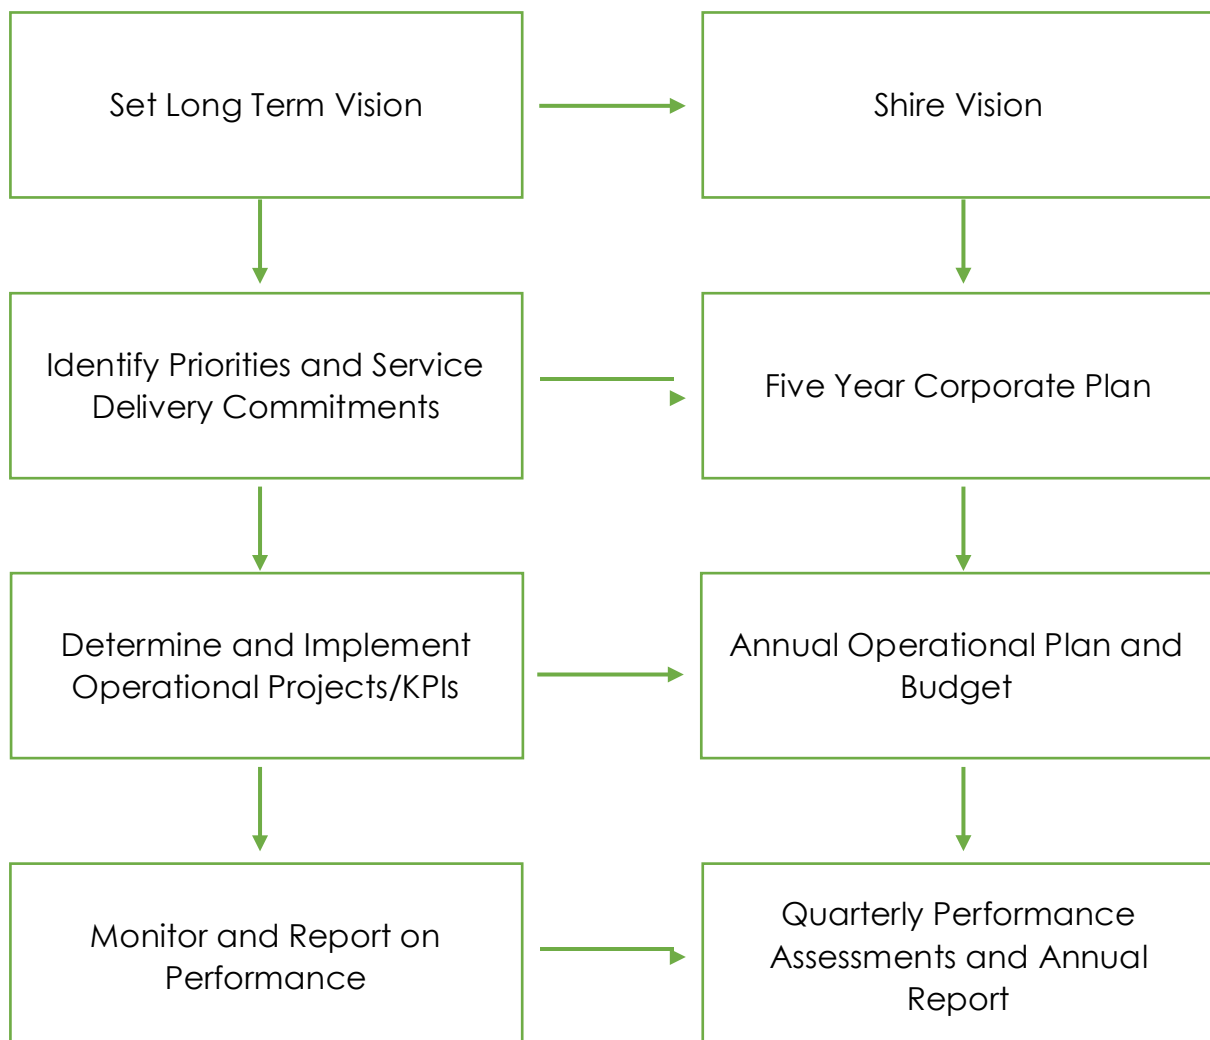 Set Long Term Vision
Shire Vision
Identify Priorities and Service
Delivery Commitments
Five Year Corporate Plan
Determine and Implement
Operational Projects/KPIs
Annual Operational Plan and
Budget
Monitor and Report on
Performance
Quarterly Performance
Assessments and Annual
Report